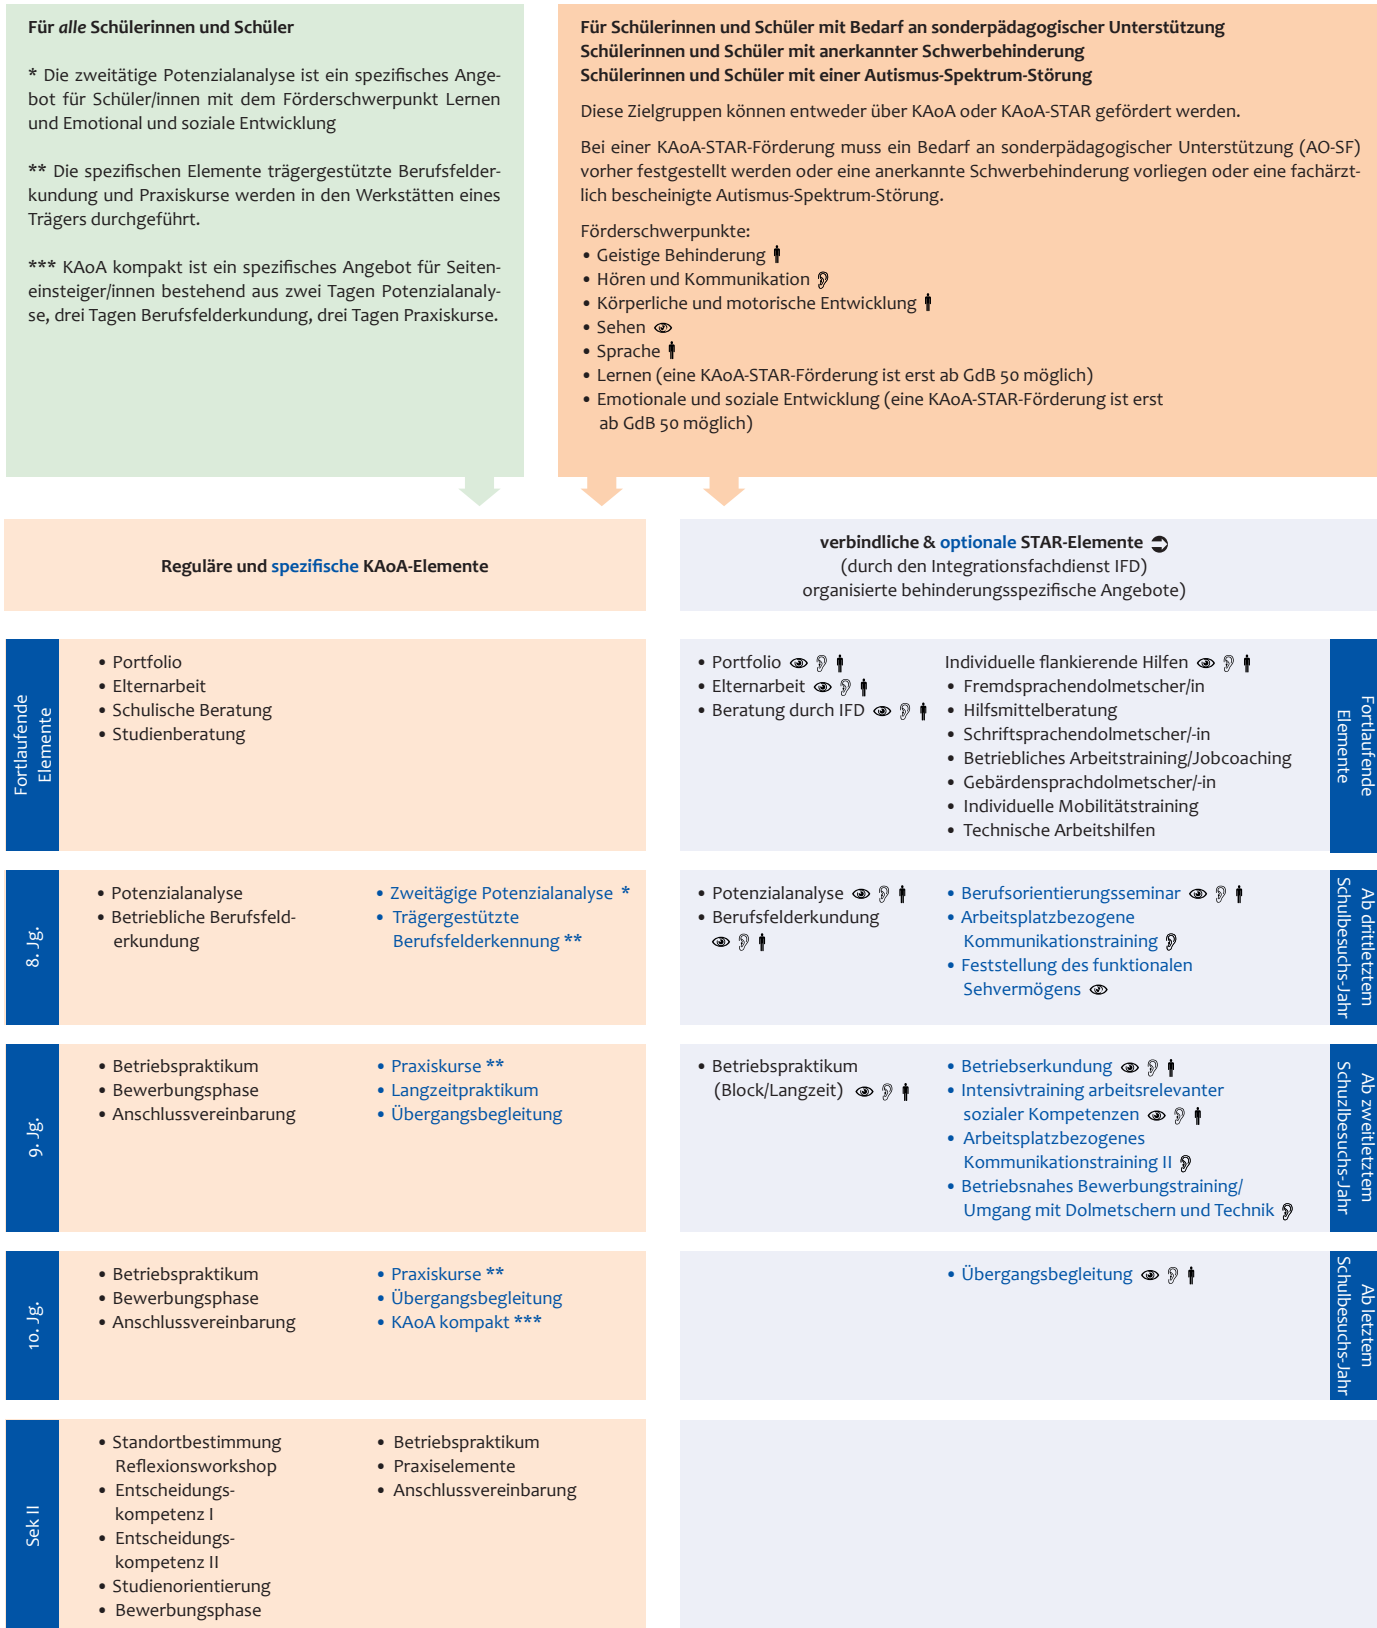 Für alle Schülerinnen und Schüler
* Die zweitätige Potenzialanalyse ist ein spezifisches Ange-
bot für Schüler/innen mit dem Förderschwerpunkt Lernen
und Emotional und soziale Entwicklung
** Die spezifischen Elemente trägergestützte Berufsfelder-
kundung und Praxiskurse werden in den Werkstätten eines
Trägers durchgeführt.
*** KAoA kompakt ist ein spezifisches Angebot für Seiten-
einsteiger/innen bestehend aus zwei Tagen Potenzialanaly-
se, drei Tagen Berufsfelderkundung, drei Tagen Praxiskurse.
Für Schülerinnen und Schüler mit Bedarf an sonderpädagogischer Unterstützung
Schülerinnen und Schüler mit anerkannter Schwerbehinderung
Schülerinnen und Schüler mit einer Autismus-Spektrum-Störung
Diese Zielgruppen können entweder über KAoA oder KAoA-STAR gefördert werden.
Bei einer KAoA-STAR-Förderung muss ein Bedarf an sonderpädagogischer Unterstützung (AO-SF)
vorher festgestellt werden oder eine anerkannte Schwerbehinderung vorliegen oder eine fachärzt-
lich bescheinigte Autismus-Spektrum-Störung.
Förderschwerpunkte:
• Geistige Behinderung
• Hören und Kommunikation
• Körperliche und motorische Entwicklung
• Sehen
• Sprache
• Lernen (eine KAoA-STAR-Förderung ist erst ab GdB 50 möglich)
• Emotionale und soziale Entwicklung (eine KAoA-STAR-Förderung ist erst
ab GdB 50 möglich)
Reguläre und spezifische KAoA-Elemente
verbindliche & optionale STAR-Elemente
(durch den Integrationsfachdienst IFD)
organisierte behinderungsspezifische Angebote)
Fortlaufende
Elemente
• Portfolio
• Elternarbeit
• Schulische Beratung
• Studienberatung
• Portfolio
• Elternarbeit
• Beratung durch IFD
Individuelle flankierende Hilfen
• Fremdsprachendolmetscher/in
• Hilfsmittelberatung
• Schriftsprachendolmetscher/-in
• Betriebliches Arbeitstraining/Jobcoaching
• Gebärdensprachdolmetscher/-in
• Individuelle Mobilitätstraining
• Technische Arbeitshilfen
Fortlaufende
Elemente
8. Jg.
• Potenzialanalyse
• Betriebliche Berufsfeld-
erkundung
• Zweitägige Potenzialanalyse *
• Trägergestützte
Berufsfelderkennung **
• Potenzialanalyse
• Berufsfelderkundung
• Berufsorientierungsseminar
• Arbeitsplatzbezogene
Kommunikationstraining
• Feststellung des funktionalen
Sehvermögens
Ab drittletztem
Schulbesuchs-Jahr
9. Jg.
• Betriebspraktikum
• Bewerbungsphase
• Anschlussvereinbarung
• Praxiskurse **
• Langzeitpraktikum
• Übergangsbegleitung
• Betriebspraktikum
(Block/Langzeit)
• Betriebserkundung
• Intensivtraining arbeitsrelevanter
sozialer Kompetenzen
• Arbeitsplatzbezogenes
Kommunikationstraining II
• Betriebsnahes Bewerbungstraining/
Umgang mit Dolmetschern und Technik
Ab zweitletztem
Schuzlbesuchs-Jahr
10. Jg.
• Betriebspraktikum
• Bewerbungsphase
• Anschlussvereinbarung
• Praxiskurse **
• Übergangsbegleitung
• KAoA kompakt ***
• Übergangsbegleitung
Ab letztem
Schulbesuchs-Jahr
Sek II
• Standortbestimmung
Reflexionsworkshop
• Entscheidungs-
kompetenz I
• Entscheidungs-
kompetenz II
• Studienorientierung
• Bewerbungsphase
• Betriebspraktikum
• Praxiselemente
• Anschlussvereinbarung